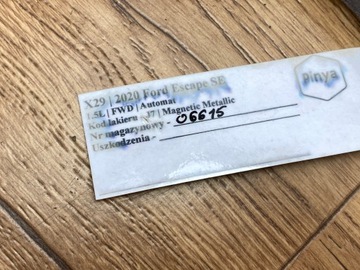 X29 | 2020 Ford Escape SE
1.5L | FWD | Automat
Kod lakieru - J7 | Magnetic Metallic
Nr magazynowy - 06615
Uszkodzenia -
pinya